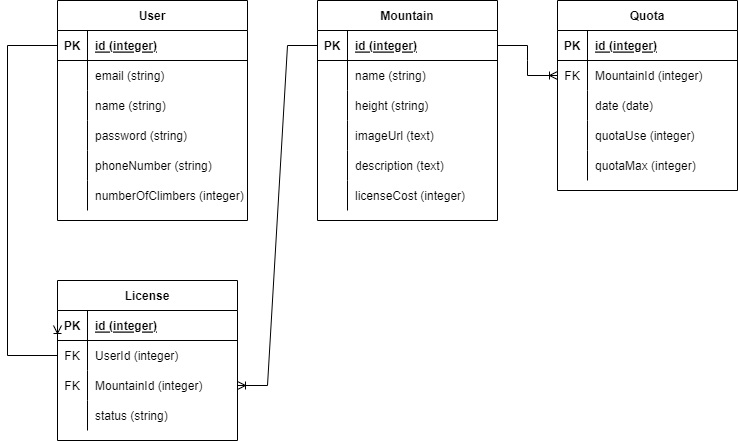 User
PK id (integer)
email (string)
name (string)
password (string)
phoneNumber (string)
numberOfClimbers (integer)
Mountain
PK id (integer)
name (string)
height (string)
imageUrl (text)
description (text)
licenseCost (integer)
Quota
PK id (integer)
FK MountainId (integer)
date (date)
quotaUse (integer)
quotaMax (integer)
License
PK id (integer)
FK UserId (integer)
FK MountainId (integer)
status (string)